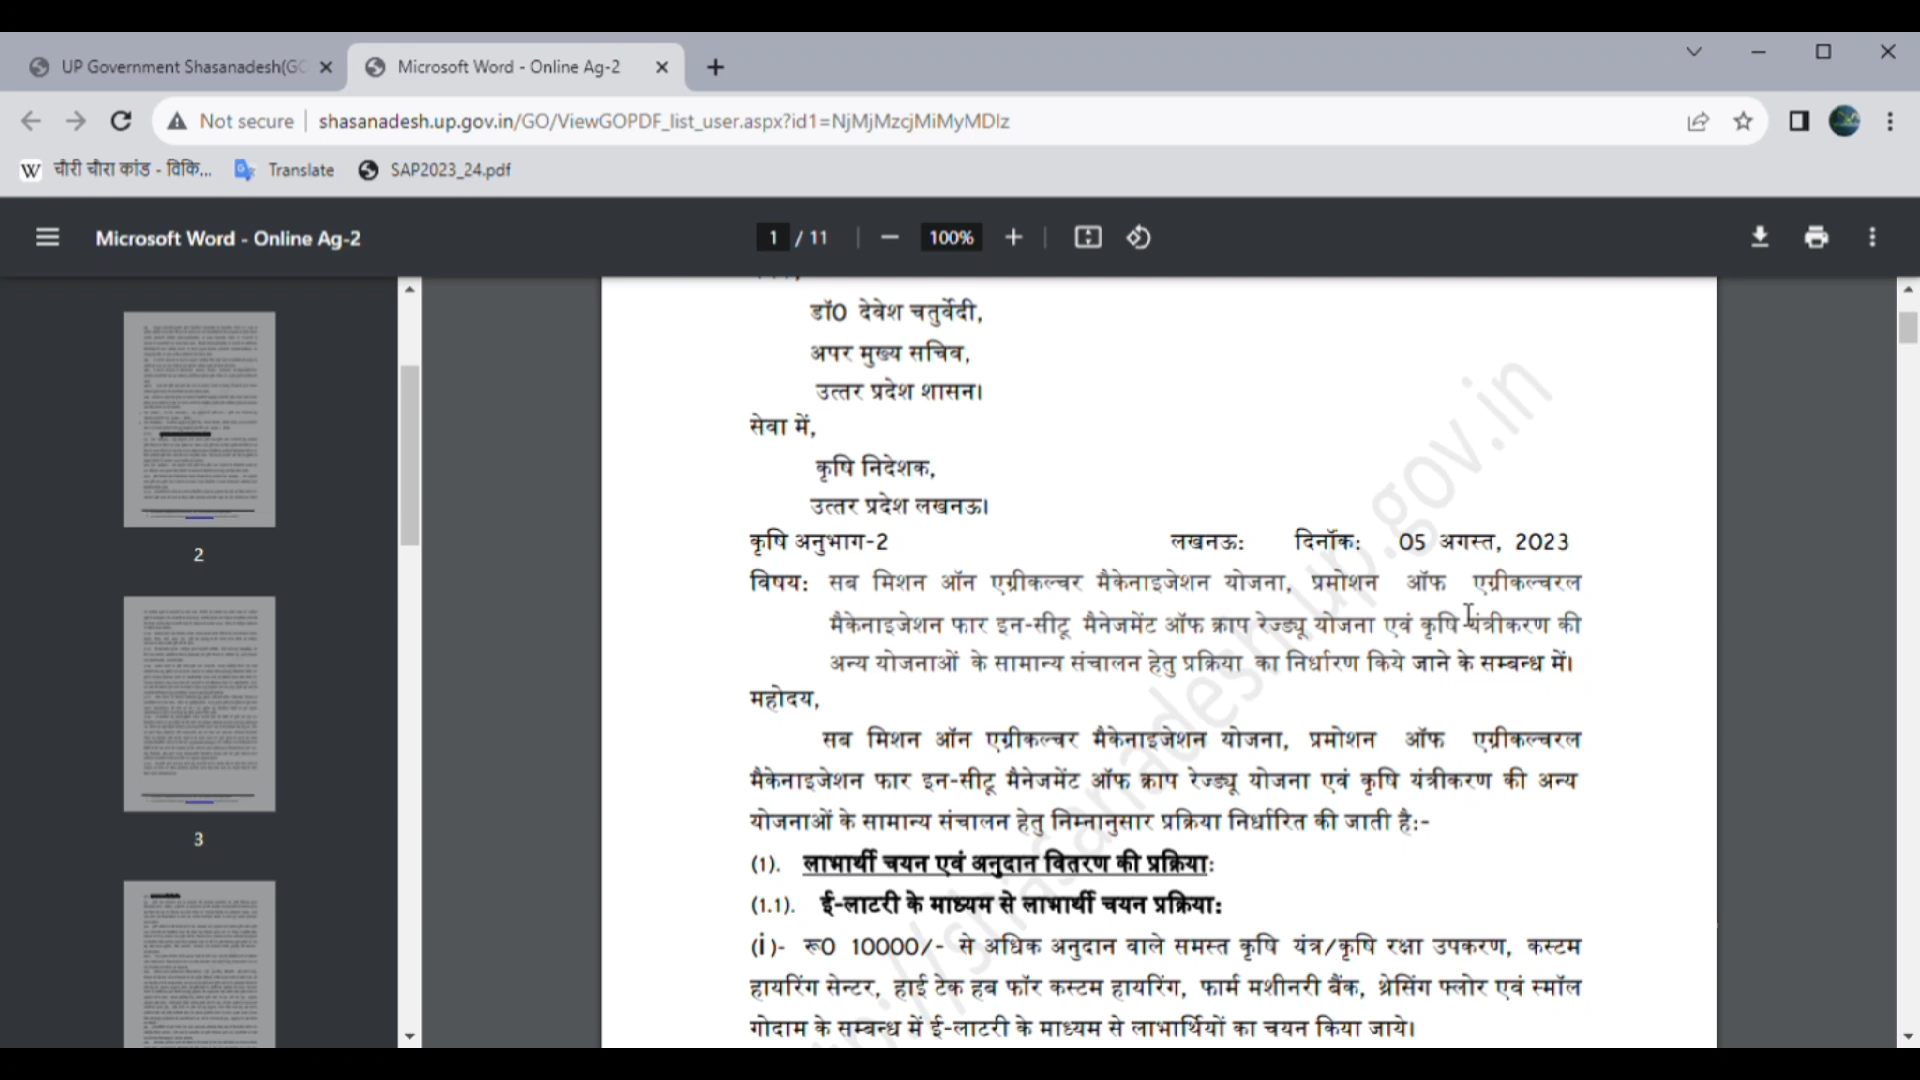 UP Government Shasanadesh(GC
Microsoft Word - Online Ag-2
Not secure
shasanadesh.up.gov.in/GO/ViewGOPDF_list_user.aspx?id1=NjMjMzcjMiMyMDIz
चौरी चौरा कांड - विकि...
Translate
SAP2023_24.pdf
Microsoft Word - Online Ag-2
1 / 11
100%
2
3
डॉ0 देवेश चतुर्वेदी,
अपर मुख्य सचिव,
उत्तर प्रदेश शासन।
सेवा में,
कृषि निदेशक,
उत्तर प्रदेश लखनऊ।
कृषि अनुभाग-2 लखनऊ: दिनॉक: 05 अगस्त, 2023
विषय: सब मिशन ऑन एग्रीकल्चर मैकेनाइजेशन योजना, प्रमोशन ऑफ एग्रीकल्चरल
मैकेनाइजेशन फार इन-सीटू मैनेजमेंट ऑफ क्राप रेज्ड्यू योजना एवं कृषि यंत्रीकरण की
अन्य योजनाओं के सामान्य संचालन हेतु प्रक्रिया का निर्धारण किये जाने के सम्बन्ध में।
महोदय,
सब मिशन ऑन एग्रीकल्चर मैकेनाइजेशन योजना, प्रमोशन ऑफ एग्रीकल्चरल
मैकेनाइजेशन फार इन-सीटू मैनेजमेंट ऑफ क्राप रेज्ड्यू योजना एवं कृषि यंत्रीकरण की अन्य
योजनाओं के सामान्य संचालन हेतु निम्नानुसार प्रक्रिया निर्धारित की जाती है:-
(1). लाभार्थी चयन एवं अनुदान वितरण की प्रक्रिया:
(1.1). ई-लाटरी के माध्यम से लाभार्थी चयन प्रक्रिया:
(i)- रू0 10000/- से अधिक अनुदान वाले समस्त कृषि यंत्र/कृषि रक्षा उपकरण, कस्टम
हायरिंग सेन्टर, हाई टेक हब फॉर कस्टम हायरिंग, फार्म मशीनरी बैंक, थ्रेसिंग फ्लोर एवं स्मॉल
गोदाम के सम्बन्ध में ई-लाटरी के माध्यम से लाभार्थियों का चयन किया जाये।
//shasanadesh.up.gov.in